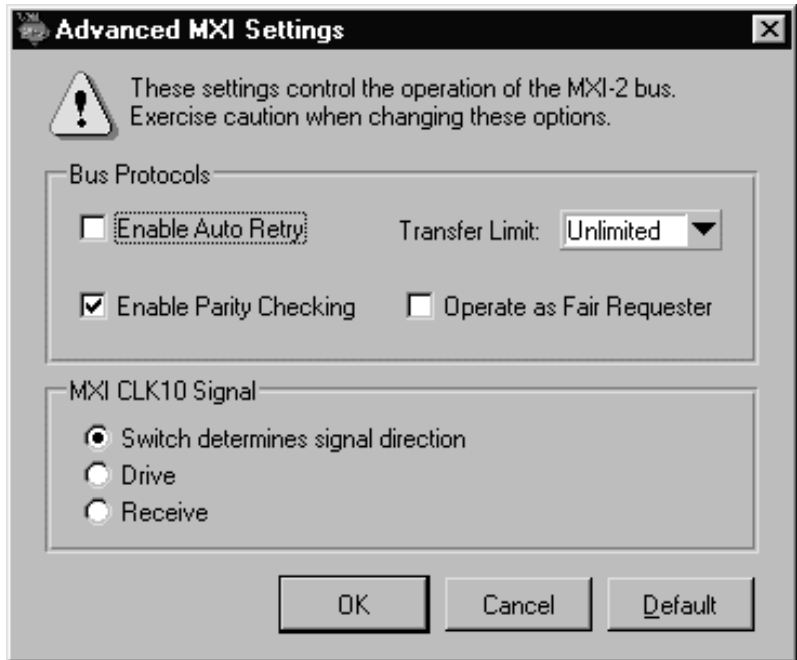 Advanced MXI Settings
These settings control the operation of the MXI-2 bus.
Exercise caution when changing these options.
Bus Protocols
Enable Auto Retry
Transfer Limit: Unlimited
Enable Parity Checking
Operate as Fair Requester
MXI CLK10 Signal
Switch determines signal direction
Drive
Receive
OK
Cancel
Default